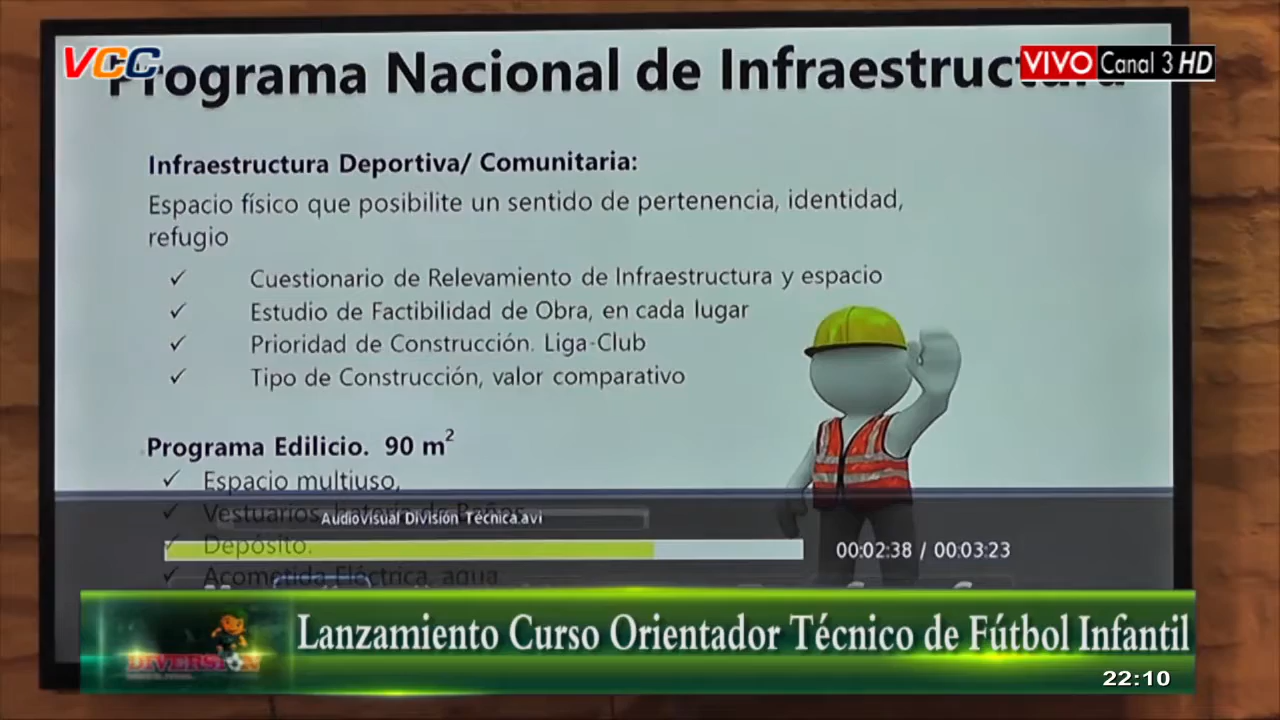 VCC
VIVO Canal 3 HD
Programa Nacional de Infraestructura
Infraestructura Deportiva/ Comunitaria:
Espacio físico que posibilite un sentido de pertenencia, identidad,
refugio
✓ Cuestionario de Relevamiento de Infraestructura y espacio
✓ Estudio de Factibilidad de Obra, en cada lugar
✓ Prioridad de Construcción. Liga-Club
✓ Tipo de Construcción, valor comparativo
Programa Edilicio. 90 m²
✓ Espacio multiuso,
✓ Vestuarios, batería de Baños
AudioVisual División Técnica.avi
✓ Depósito.
00:02:38 / 00:03:23
✓ Acometida Eléctrica, agua
Lanzamiento Curso Orientador Técnico de Fútbol Infantil
DIVERSIÓN
22:10